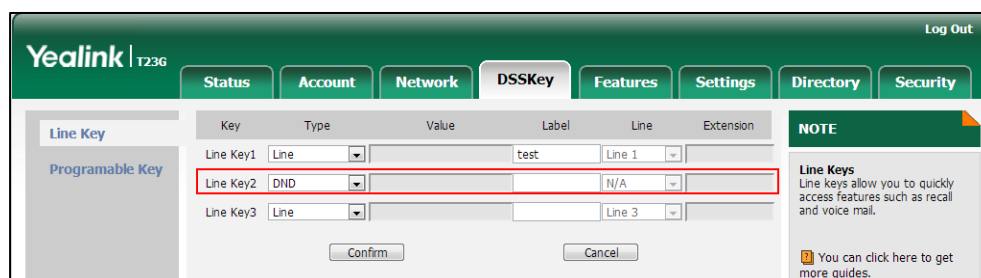 Log Out
Yealink T23G
Status Account Network DSSKey Features Settings Directory Security
Line Key
Programable Key
Key Type Value Label Line Extension
Line Key1 Line test Line 1
Line Key2 DND N/A
Line Key3 Line Line 3
Confirm Cancel
NOTE
Line Keys
Line keys allow you to quickly
access features such as recall
and voice mail.
You can click here to get
more guides.